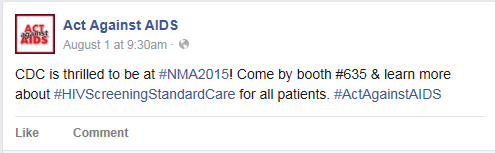 ACT
against
AIDS
Act Against AIDS
August 1 at 9:30am ·
CDC is thrilled to be at #NMA2015! Come by booth #635 & learn more
about #HIVScreeningStandardCare for all patients. #ActAgainstAIDS
Like Comment